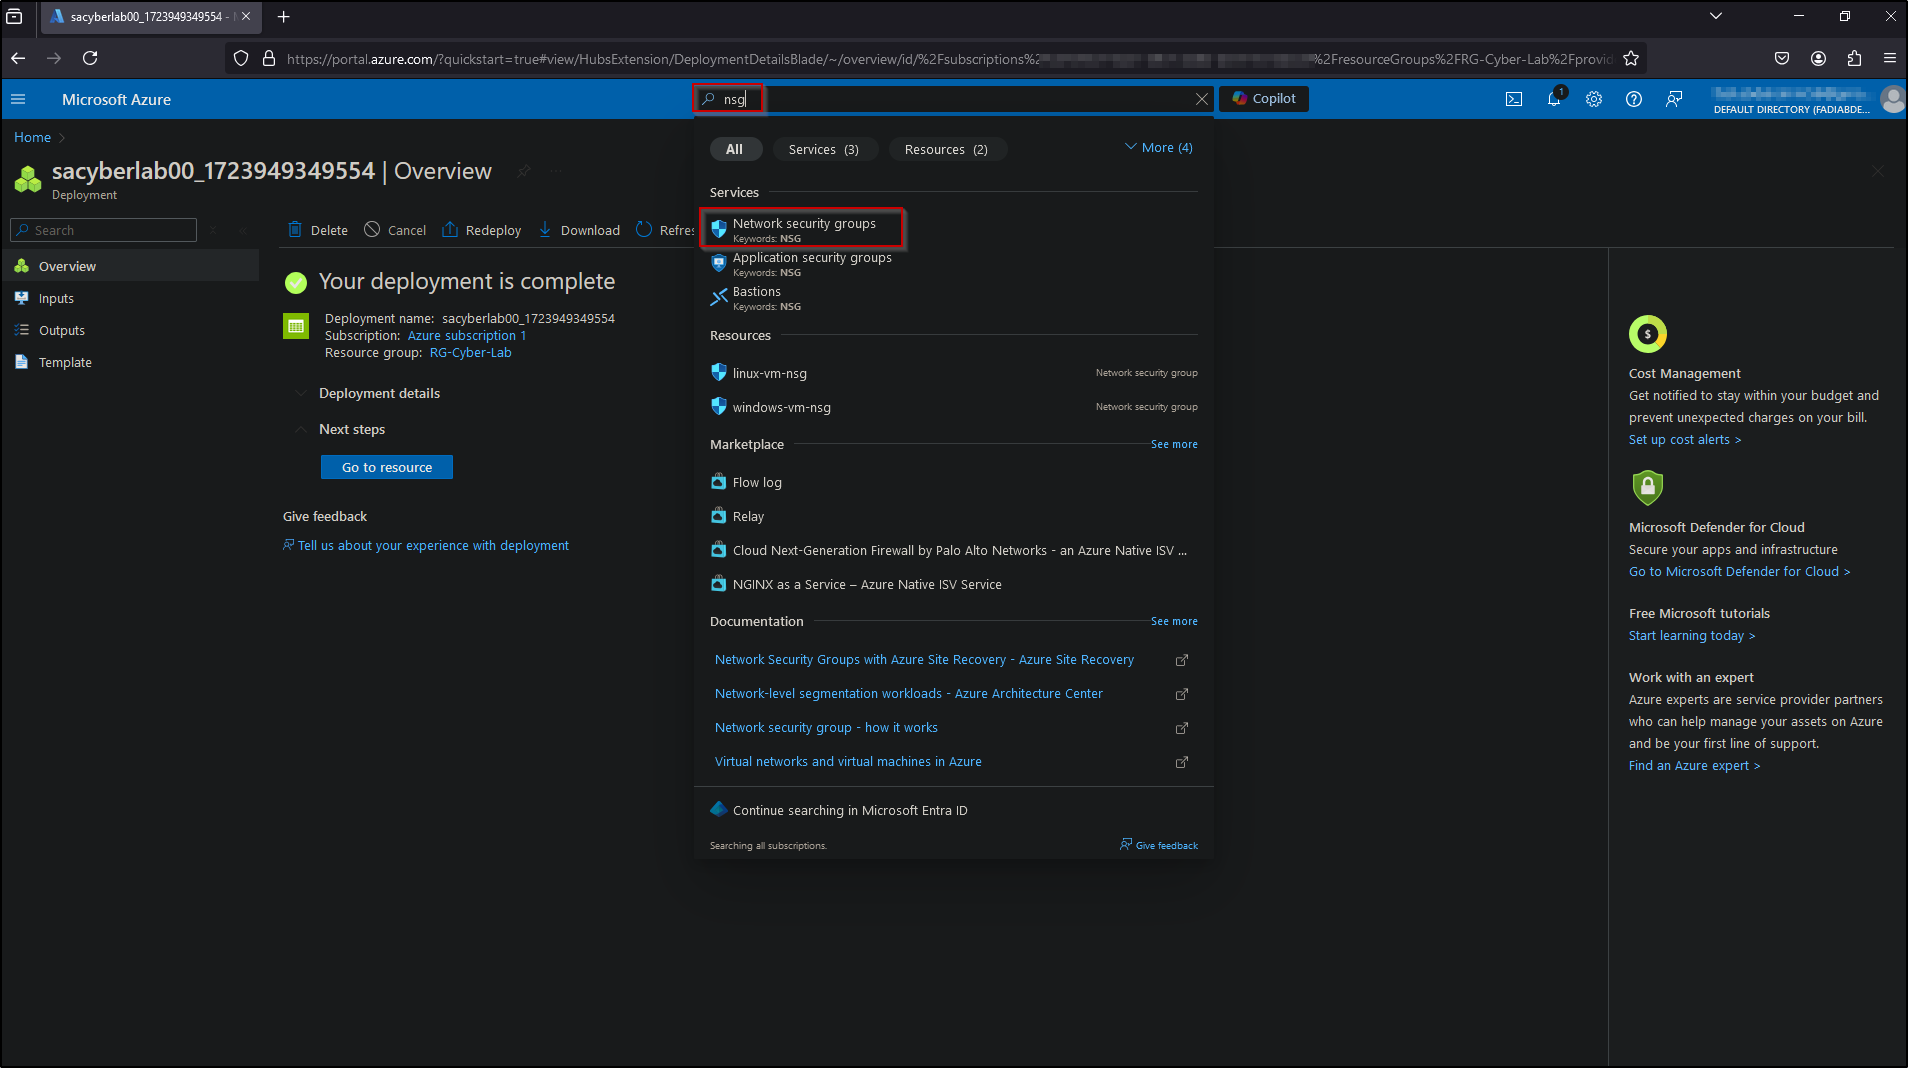 sacyberlab00_1723949349554 -
https://portal.azure.com/?quickstart=true#view/HubsExtension/DeploymentDetailsBlade/~/overview/id/%2Fsubscriptions%2 %2FresourceGroups%2FRG-Cyber-Lab%2Fprovid
Microsoft Azure
nsg
Copilot
1
DEFAULT DIRECTORY (FADIABDE...
Home
sacyberlab00_1723949349554 | Overview
Deployment
Search
Overview
Inputs
Outputs
Template
Delete
Cancel
Redeploy
Download
Refres
Your deployment is complete
Deployment name: sacyberlab00_1723949349554
Subscription: Azure subscription 1
Resource group: RG-Cyber-Lab
Deployment details
Next steps
Go to resource
Give feedback
Tell us about your experience with deployment
All
Services (3)
Resources (2)
More (4)
Services
Network security groups
Keywords: NSG
Application security groups
Keywords: NSG
Bastions
Keywords: NSG
Resources
linux-vm-nsg
Network security group
windows-vm-nsg
Network security group
Marketplace
See more
Flow log
Relay
Cloud Next-Generation Firewall by Palo Alto Networks - an Azure Native ISV ...
NGINX as a Service – Azure Native ISV Service
Documentation
See more
Network Security Groups with Azure Site Recovery - Azure Site Recovery
Network-level segmentation workloads - Azure Architecture Center
Network security group - how it works
Virtual networks and virtual machines in Azure
Continue searching in Microsoft Entra ID
Searching all subscriptions.
Give feedback
$
Cost Management
Get notified to stay within your budget and
prevent unexpected charges on your bill.
Set up cost alerts >
Microsoft Defender for Cloud
Secure your apps and infrastructure
Go to Microsoft Defender for Cloud >
Free Microsoft tutorials
Start learning today >
Work with an expert
Azure experts are service provider partners
who can help manage your assets on Azure
and be your first line of support.
Find an Azure expert >